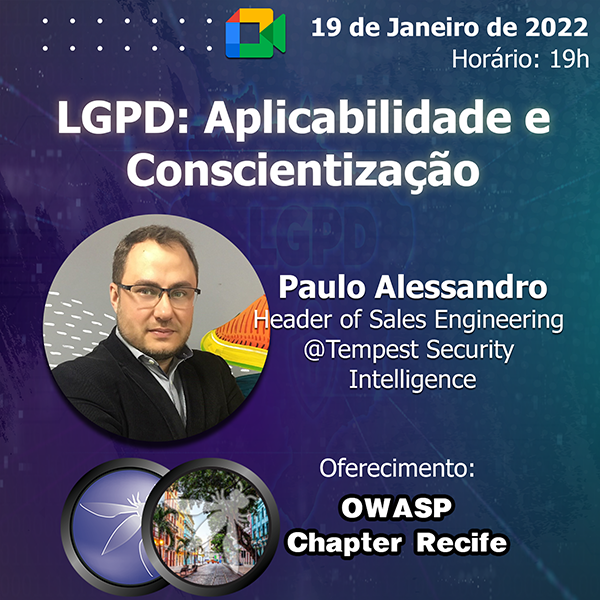 19 de Janeiro de 2022
Horário: 19h
LGPD: Aplicabilidade e
Conscientização
LGPD
Paulo Alessandro
Header of Sales Engineering
@Tempest Security
Intelligence
Oferecimento:
OWASP
Chapter Recife